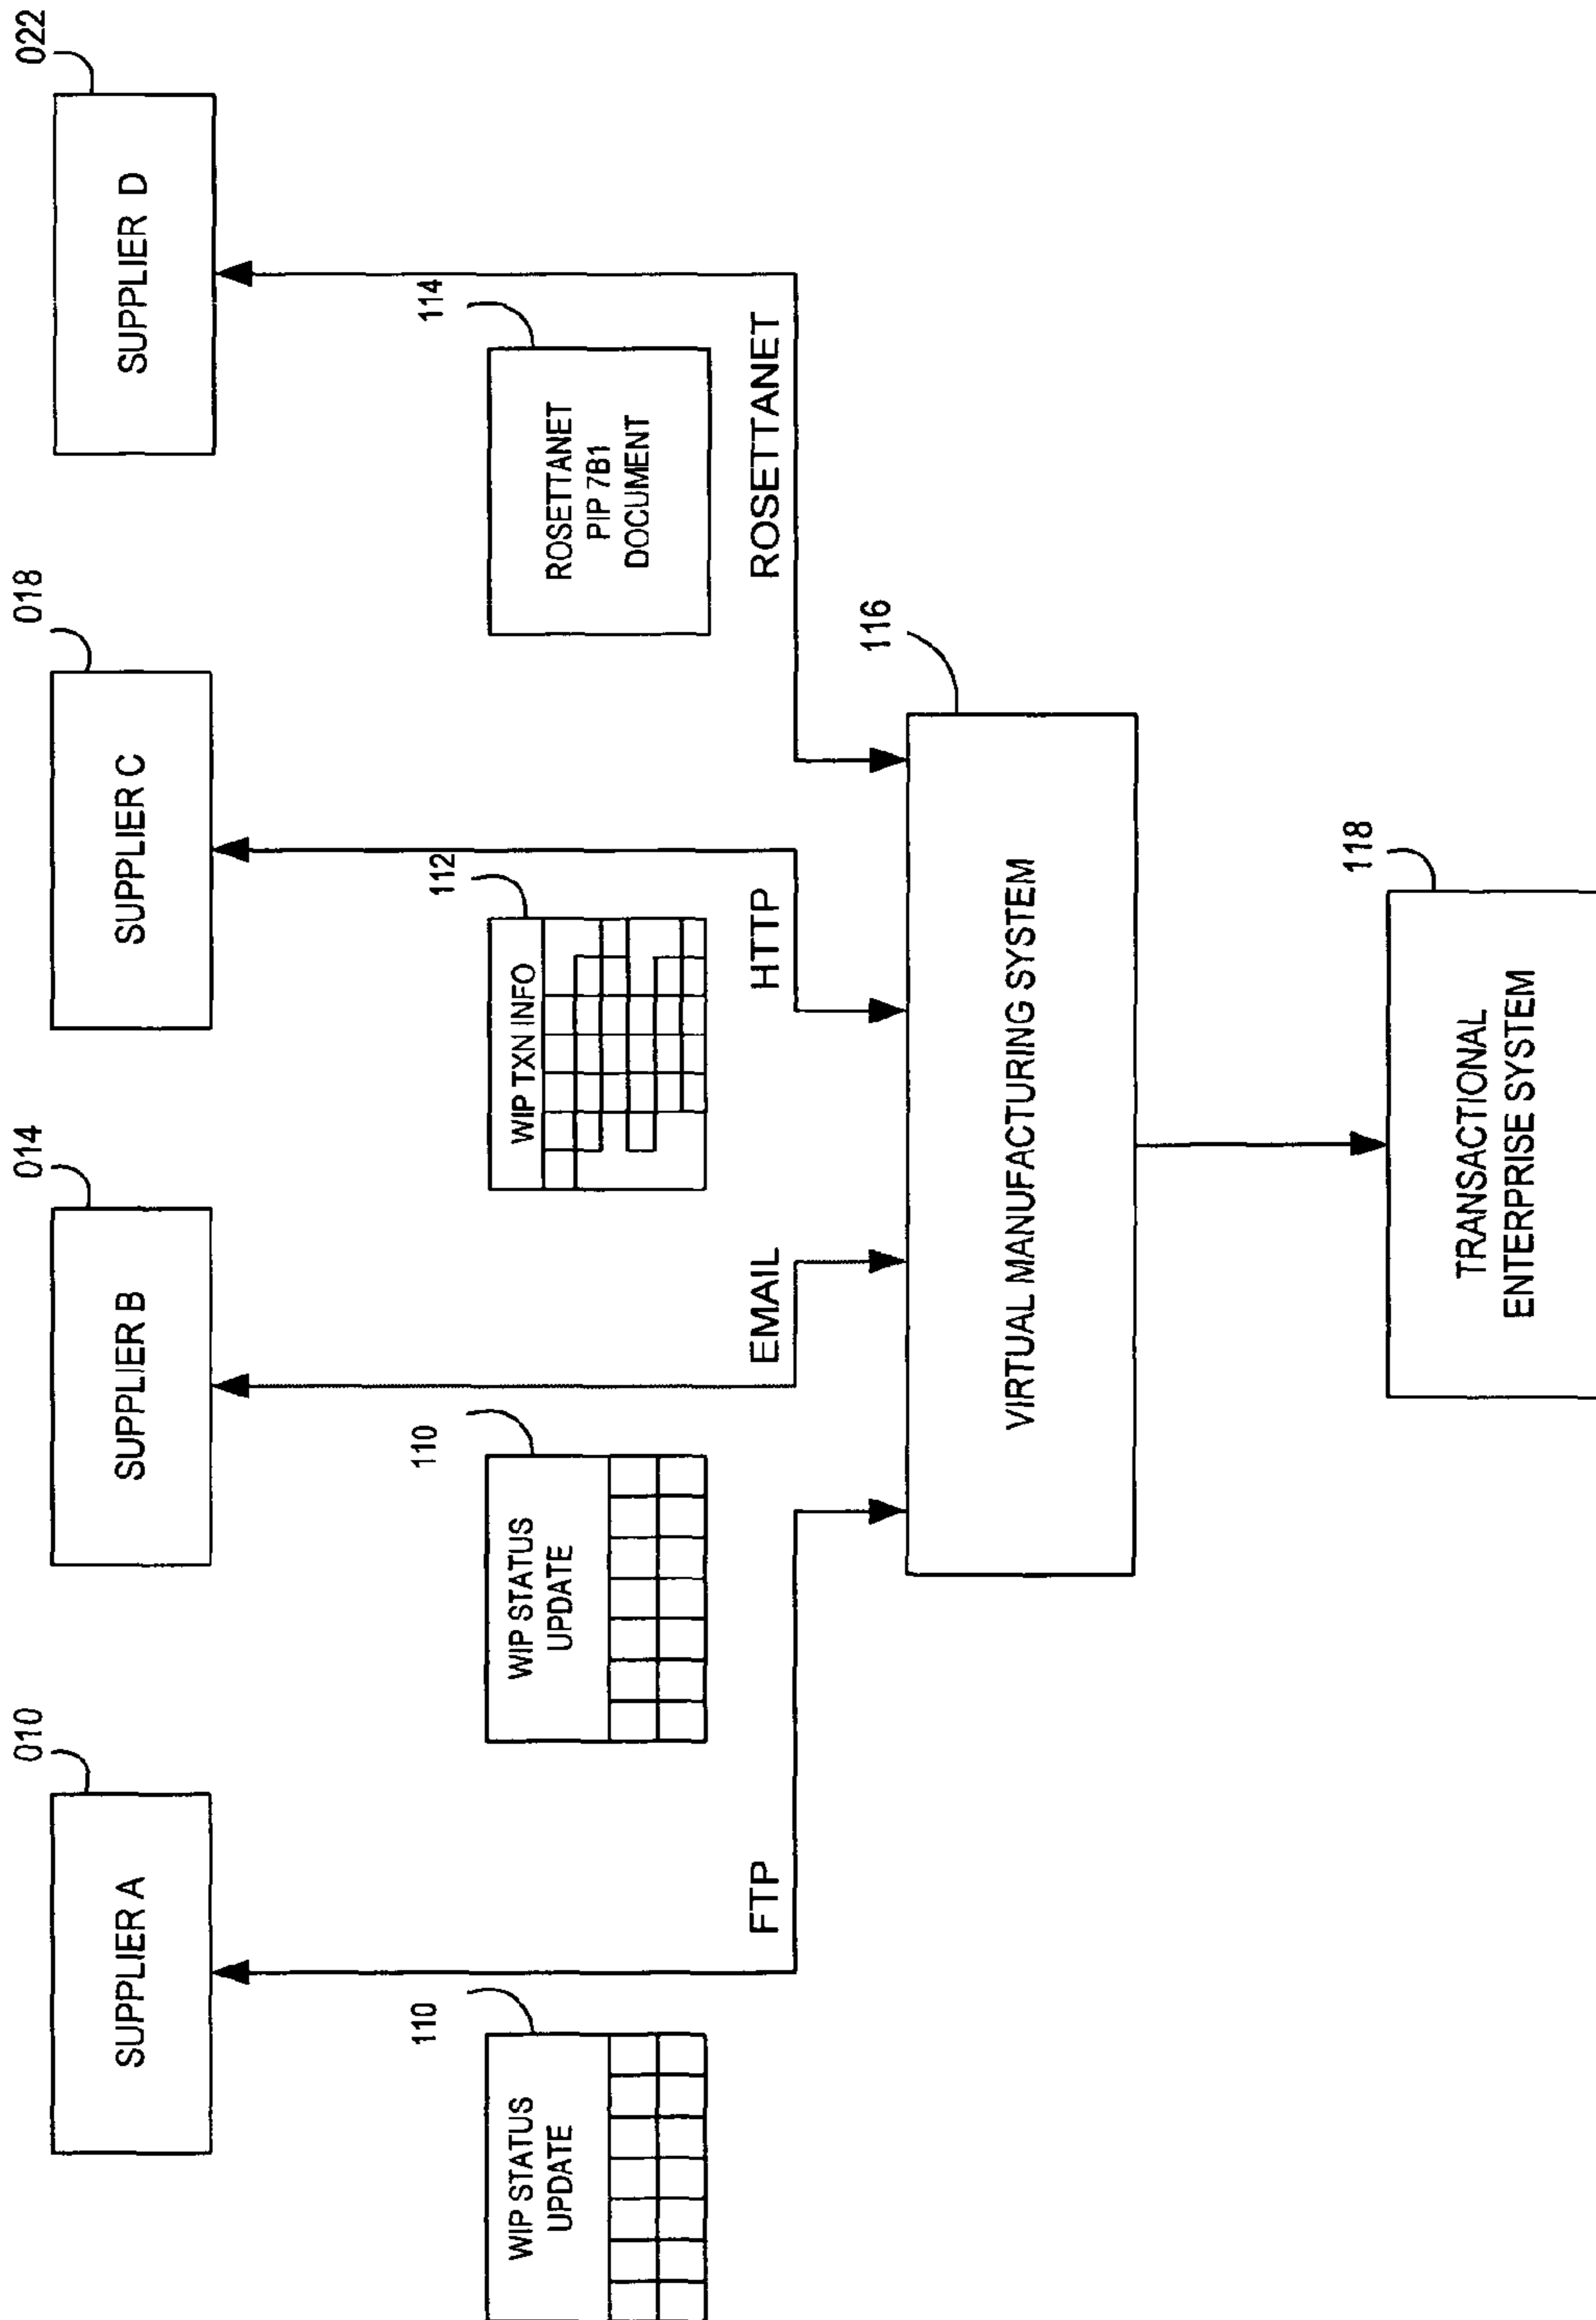 010
014
018
022
SUPPLIER A
SUPPLIER B
SUPPLIER C
SUPPLIER D
110
110
112
114
WIP STATUS
UPDATE
WIP STATUS
UPDATE
WIP TXN INFO
ROSETTANET
PIP 7B1
DOCUMENT
FTP
EMAIL
HTTP
ROSETTANET
116
VIRTUAL MANUFACTURING SYSTEM
118
TRANSACTIONAL
ENTERPRISE SYSTEM